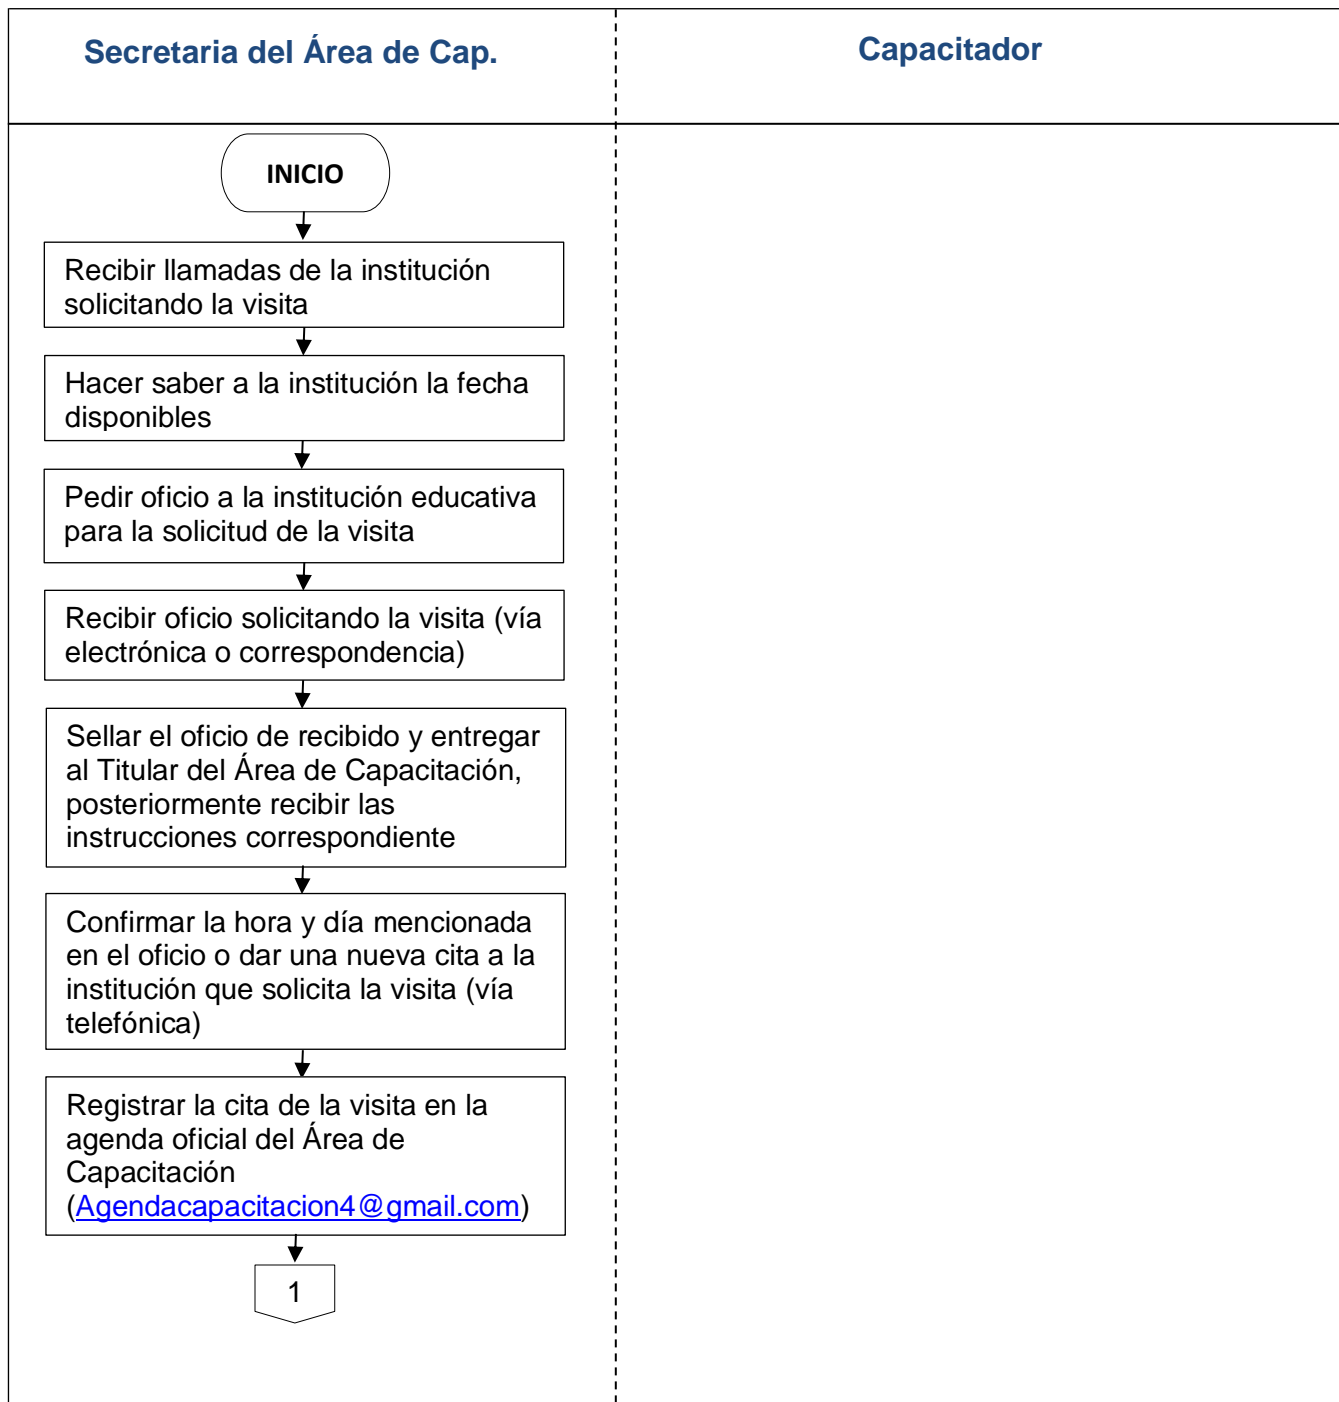 Secretaria del Área de Cap.
Capacitador
INICIO
Recibir llamadas de la institución
solicitando la visita
Hacer saber a la institución la fecha
disponibles
Pedir oficio a la institución educativa
para la solicitud de la visita
Recibir oficio solicitando la visita (vía
electrónica o correspondencia)
Sellar el oficio de recibido y entregar
al Titular del Área de Capacitación,
posteriormente recibir las
instrucciones correspondiente
Confirmar la hora y día mencionada
en el oficio o dar una nueva cita a la
institución que solicita la visita (vía
telefónica)
Registrar la cita de la visita en la
agenda oficial del Área de
Capacitación
(Agendacapacitacion4@gmail.com)
1